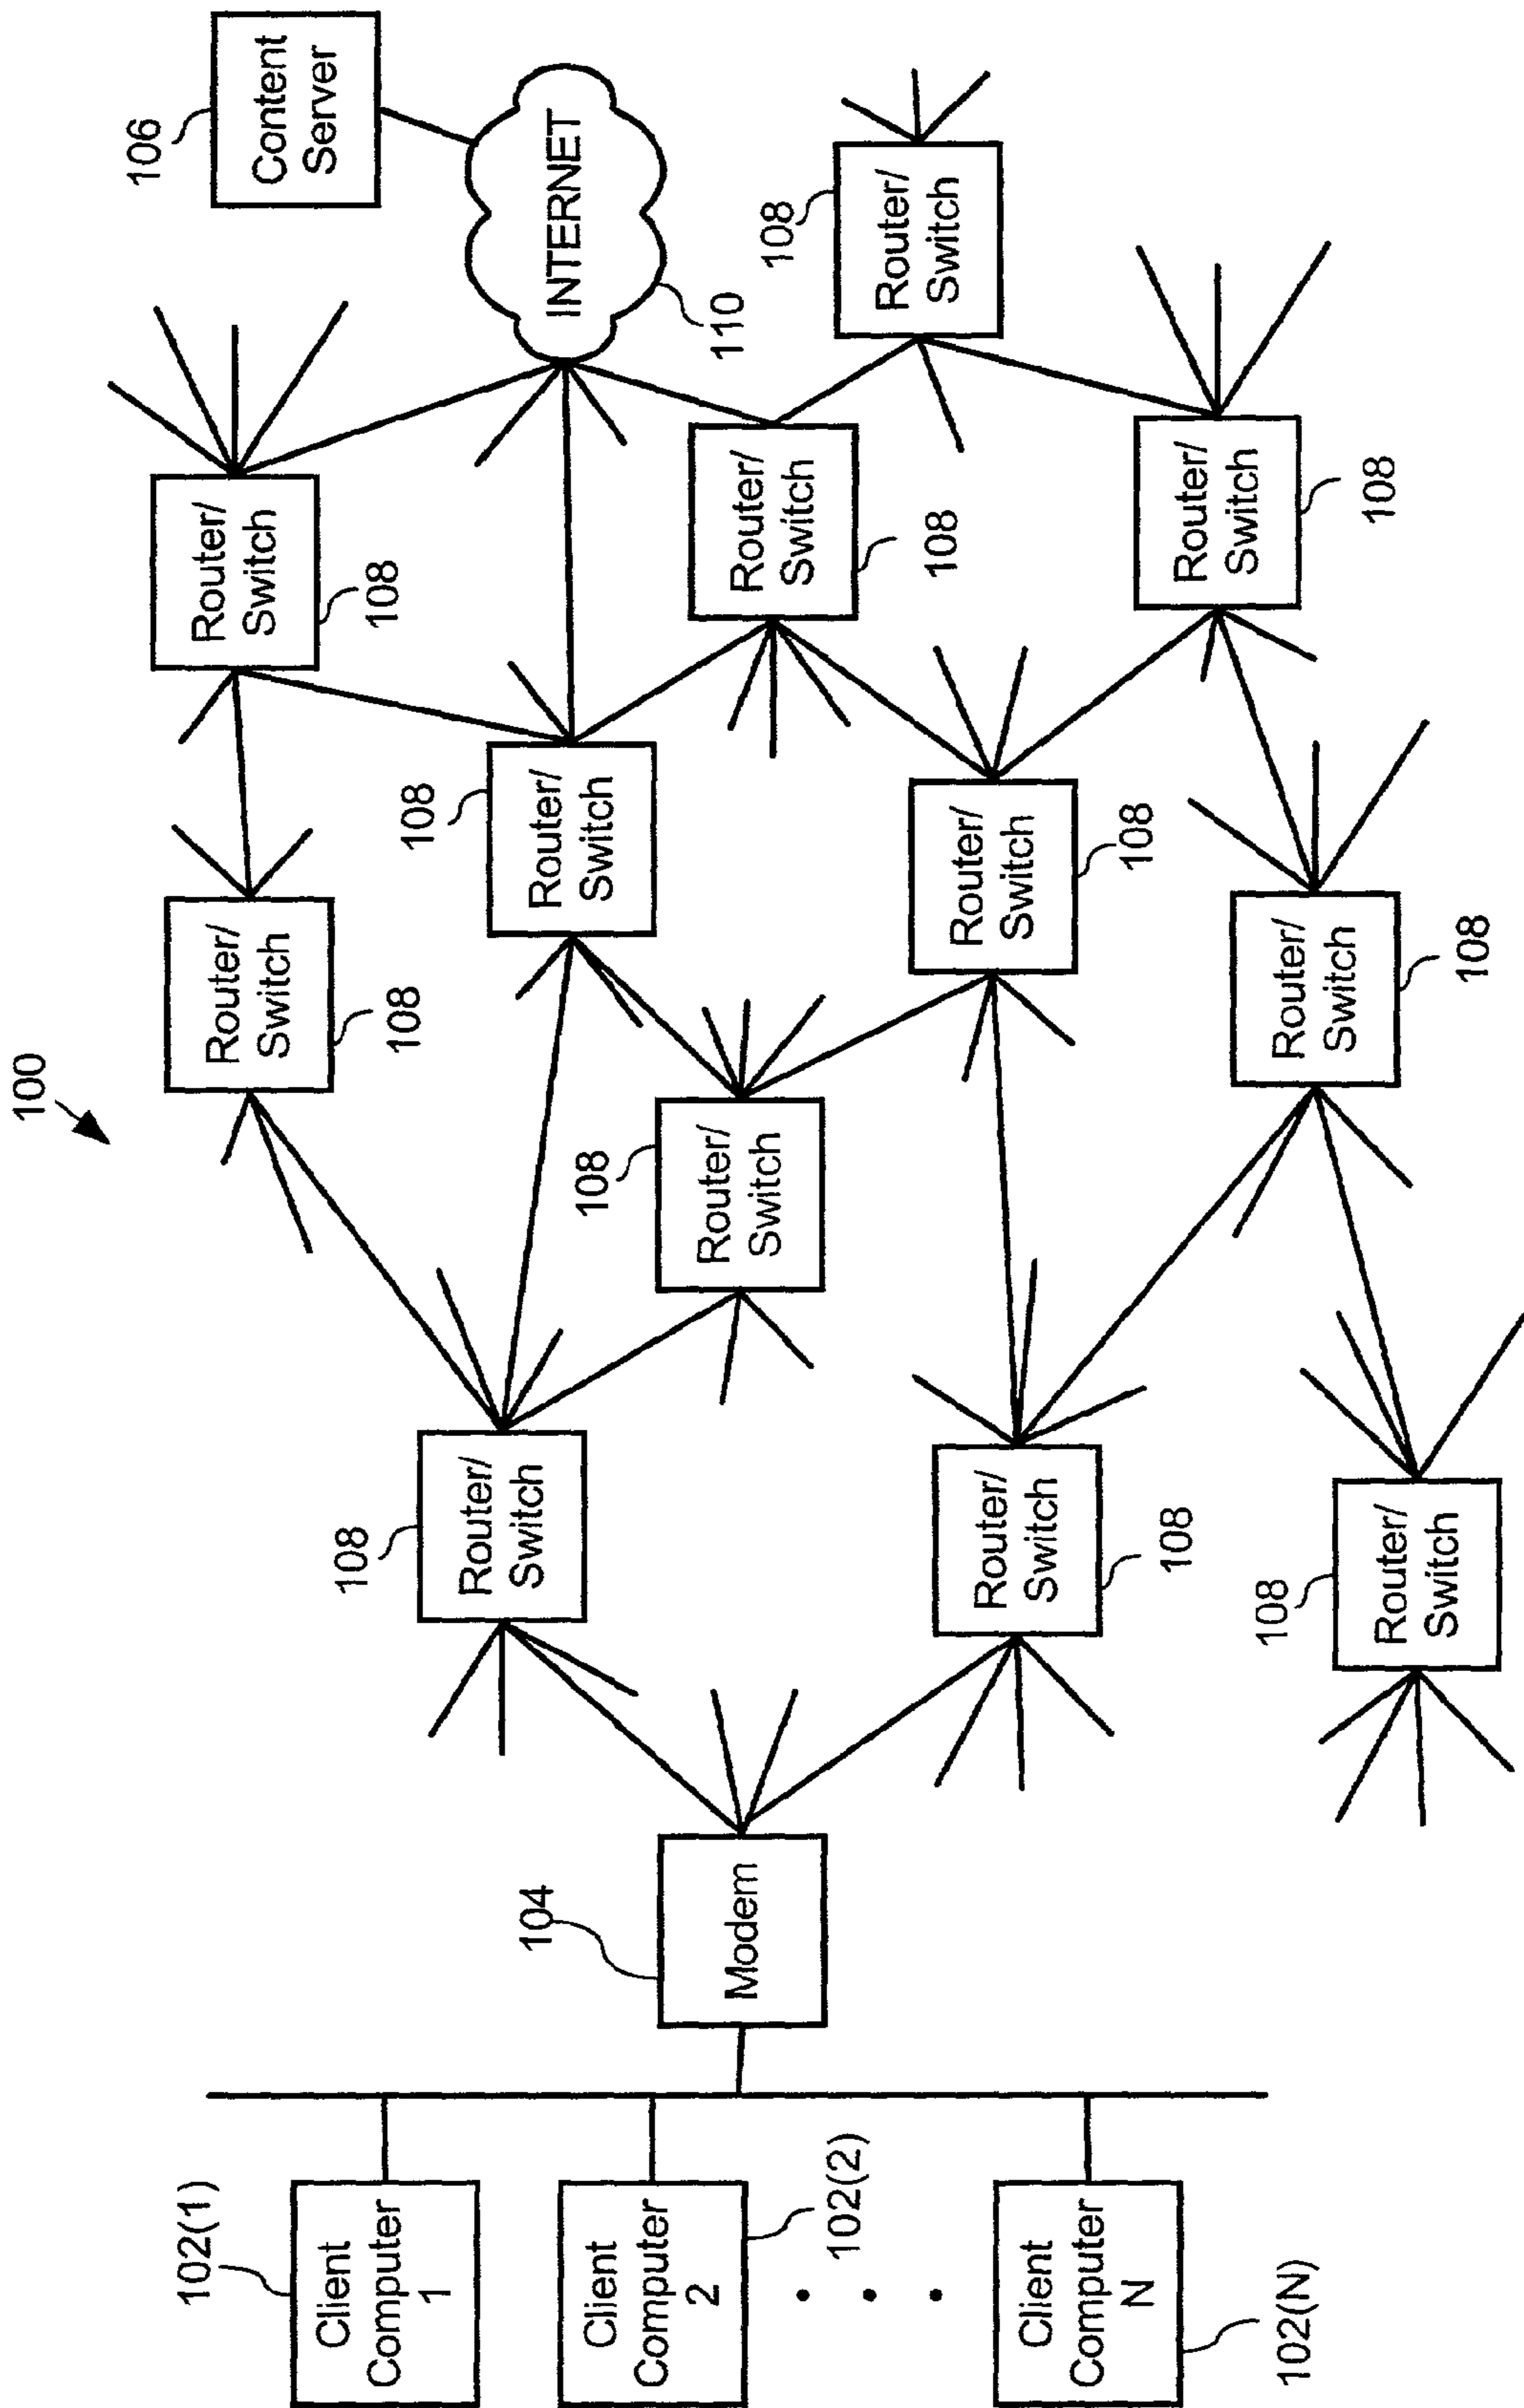 100
102(1)
Client
Computer
1
Client
Computer
2
102(2)
Client
Computer
N
102(N)
104
Modem
108
Router/
Switch
Router/
Switch
108
108
Router/
Switch
Router/
Switch
108
108
Router/
Switch
108
Router/
Switch
Router/
Switch
108
Router/
Switch
108
Router/
Switch
108
Router/
Switch
108
Router/
Switch
108
108
Router/
Switch
INTERNET
110
106
Content
Server